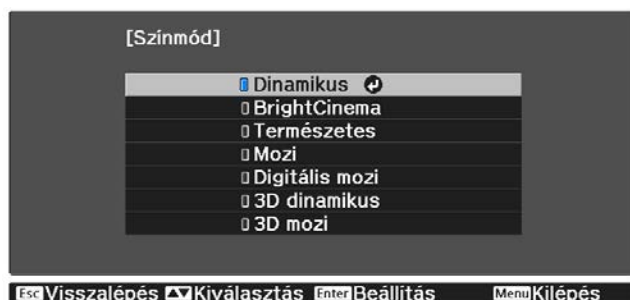 [Színmód]
Dinamikus
BrightCinema
Természetes
Mozi
Digitális mozi
3D dinamikus
3D mozi
Esc Visszalépés Kiválasztás Enter Beállítás Menu Kilépés